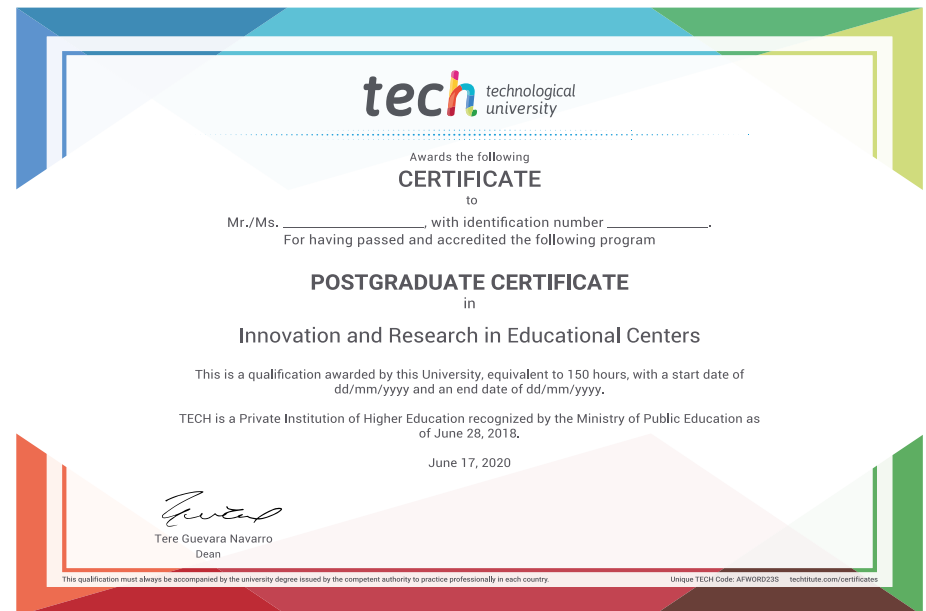 tech technological
university
Awards the following
CERTIFICATE
to
Mr./Ms. ____________________, with identification number ______________.
For having passed and accredited the following program
POSTGRADUATE CERTIFICATE
in
Innovation and Research in Educational Centers
This is a qualification awarded by this University, equivalent to 150 hours, with a start date of
dd/mm/yyyy and an end date of dd/mm/yyyy.
TECH is a Private Institution of Higher Education recognized by the Ministry of Public Education as
of June 28, 2018.
June 17, 2020
Tere Guevara Navarro
Dean
This qualification must always be accompanied by the university degree issued by the competent authority to practice professionally in each country. Unique TECH Code: AFWORD23S techtitute.com/certificates